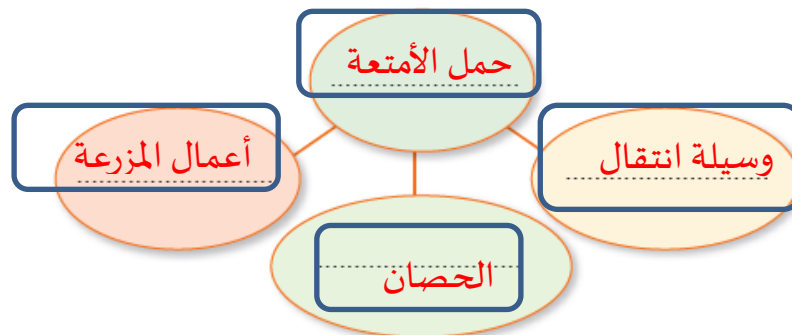 حمل الأمتعة
وسيلة انتقال
أعمال المزرعة
الحصان